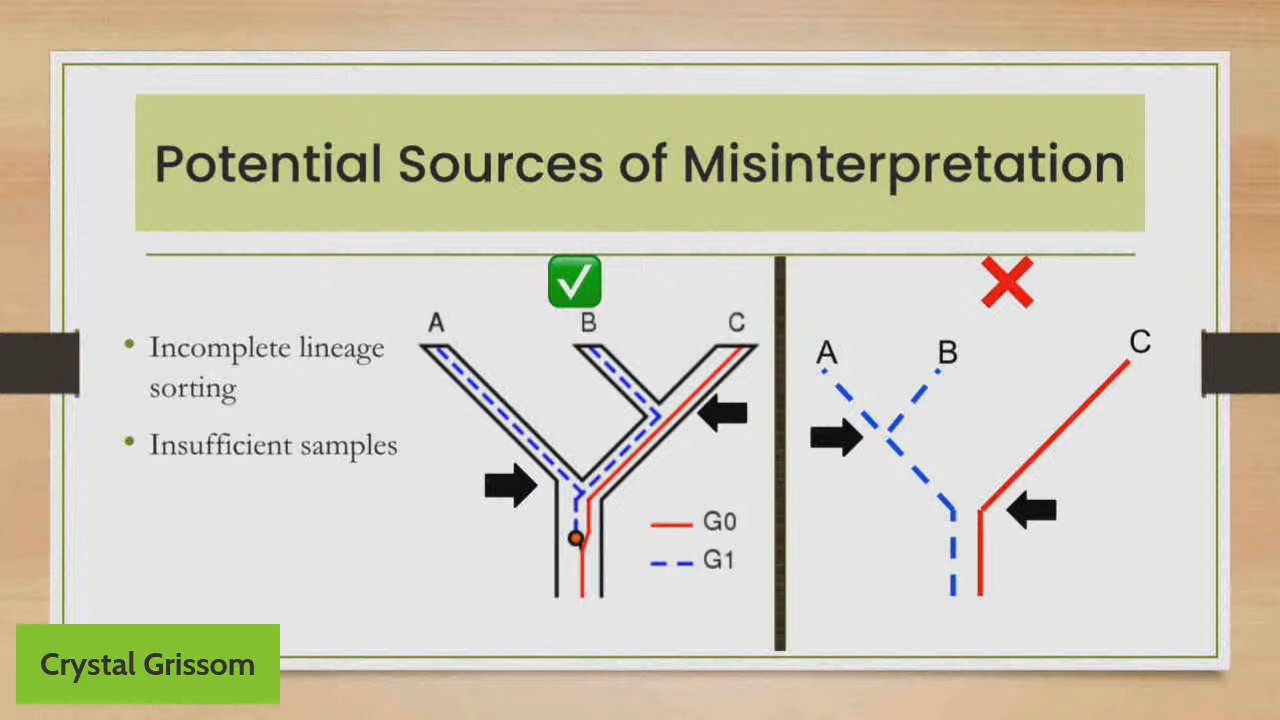 Potential Sources of Misinterpretation
Incomplete lineage
sorting
Insufficient samples
A B C
G0
G1
A B C
Crystal Grissom